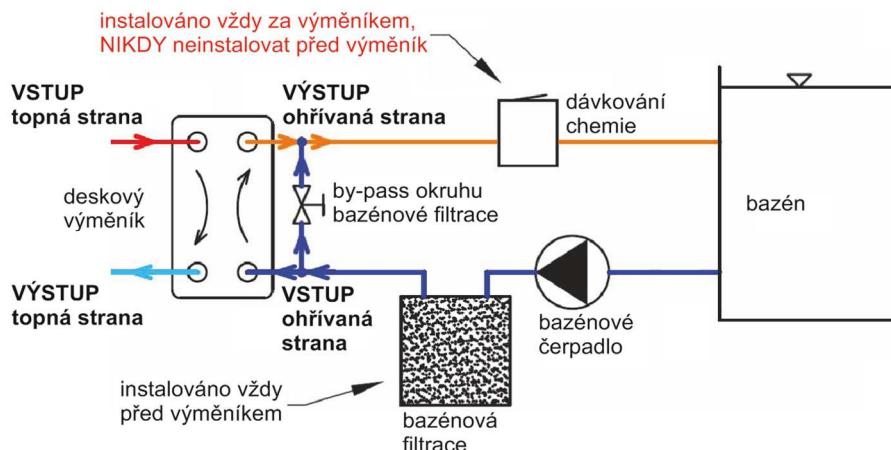 instalováno vždy za výměníkem,
NIKDY neinstalovat před výměník
VSTUP
topná strana
VÝSTUP
ohřívaná strana
dávkování
chemie
deskový
výměník
by-pass okruhu
bazénové filtrace
bazén
VÝSTUP
topná strana
VSTUP
ohřívaná
strana
bazénové
čerpadlo
instalováno vždy
před výměníkem
bazénová
filtrace